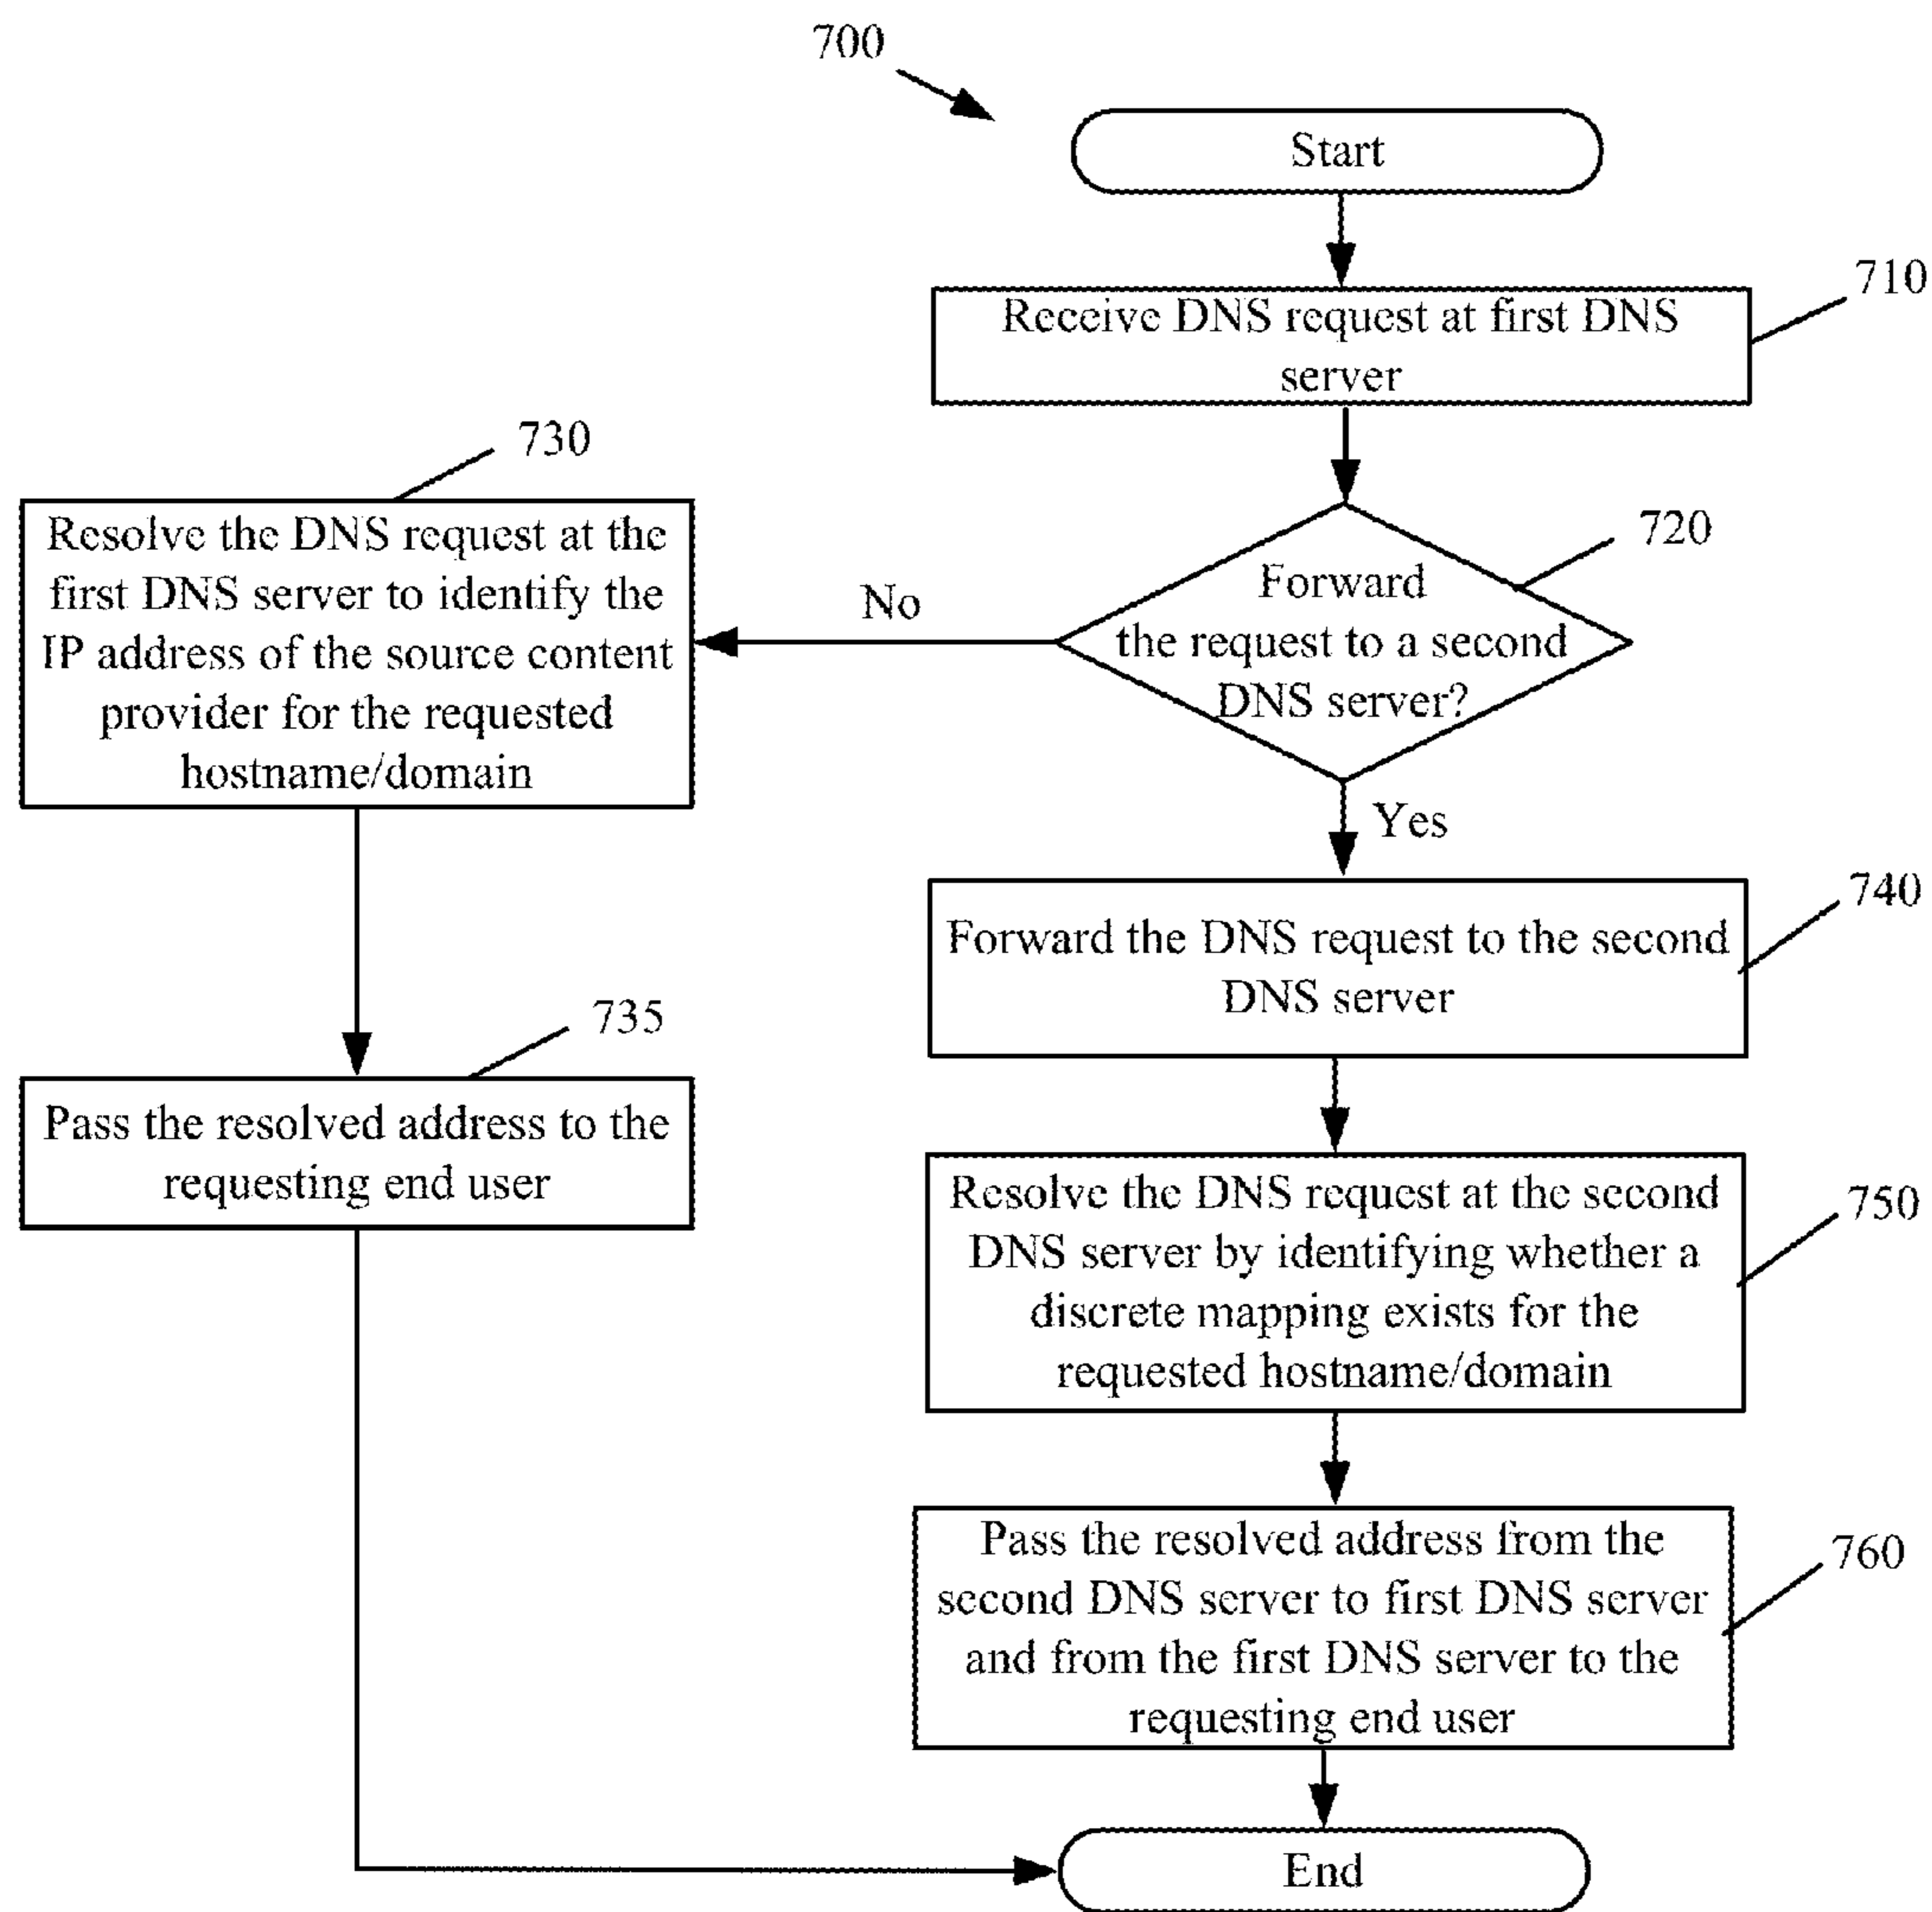 700
Start
710
Receive DNS request at first DNS
server
720
Forward
the request to a second
DNS server?
No
Yes
730
Resolve the DNS request at the
first DNS server to identify the
IP address of the source content
provider for the requested
hostname/domain
735
Pass the resolved address to the
requesting end user
740
Forward the DNS request to the second
DNS server
750
Resolve the DNS request at the second
DNS server by identifying whether a
discrete mapping exists for the
requested hostname/domain
760
Pass the resolved address from the
second DNS server to first DNS server
and from the first DNS server to the
requesting end user
End